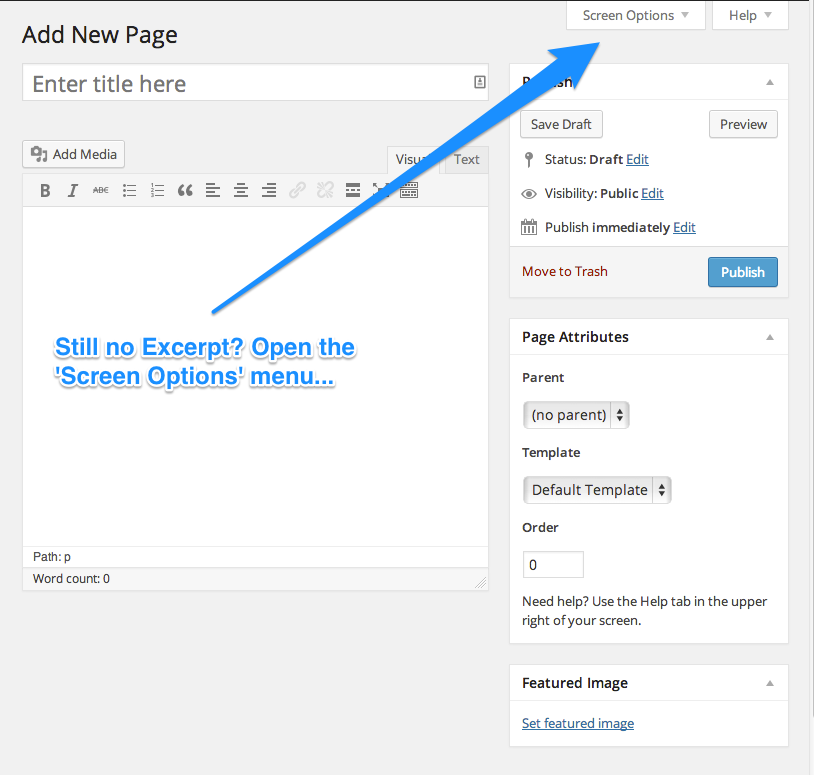 Screen Options
Help
Add New Page
Enter title here
Publish
Save Draft
Preview
Add Media
Visual
Text
Status: Draft Edit
Visibility: Public Edit
ABC
Publish immediately Edit
Move to Trash
Publish
Still no Excerpt? Open the
'Screen Options' menu...
Page Attributes
Parent
(no parent)
Template
Default Template
Order
0
Need help? Use the Help tab in the upper
right of your screen.
Path: p
Word count: 0
Featured Image
Set featured image